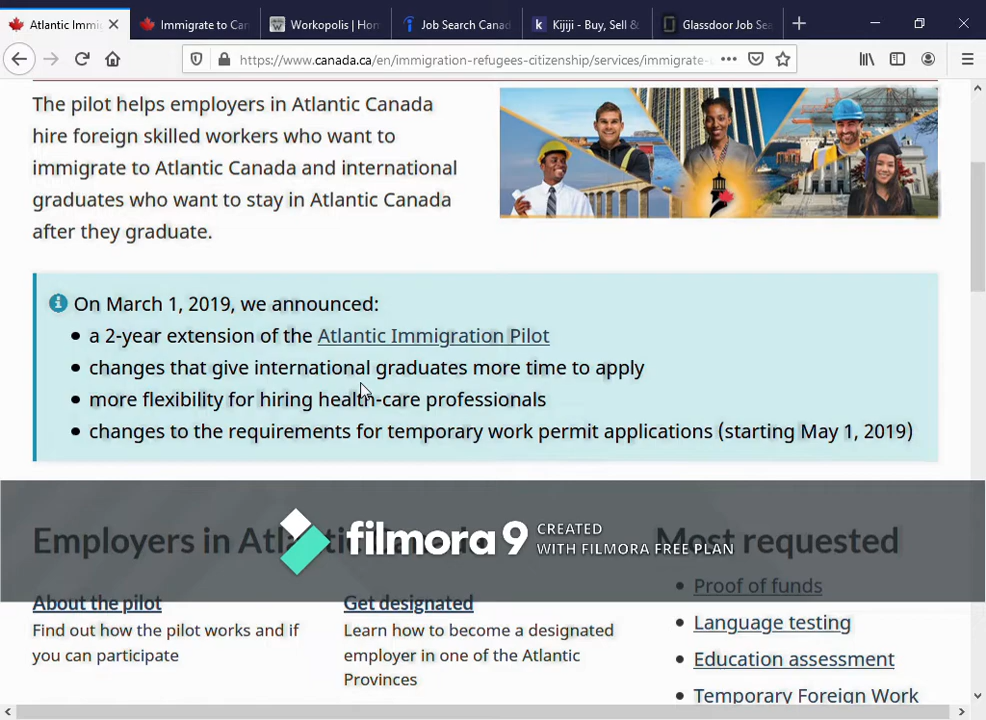 Atlantic Immi
Immigrate to Can
Workopolis | Hom
Job Search Canad
Kijiji - Buy, Sell &
Glassdoor Job Sea
https://www.canada.ca/en/immigration-refugees-citizenship/services/immigrate-
The pilot helps employers in Atlantic Canada
hire foreign skilled workers who want to
immigrate to Atlantic Canada and international
graduates who want to stay in Atlantic Canada
after they graduate.
On March 1, 2019, we announced:
a 2-year extension of the Atlantic Immigration Pilot
changes that give international graduates more time to apply
more flexibility for hiring health-care professionals
changes to the requirements for temporary work permit applications (starting May 1, 2019)
Employers in Atlantic Canada
Most requested
filmora 9
CREATED
WITH FILMORA FREE PLAN
About the pilot
Find out how the pilot works and if
you can participate
Get designated
Learn how to become a designated
employer in one of the Atlantic
Provinces
Proof of funds
Language testing
Education assessment
Temporary Foreign Work